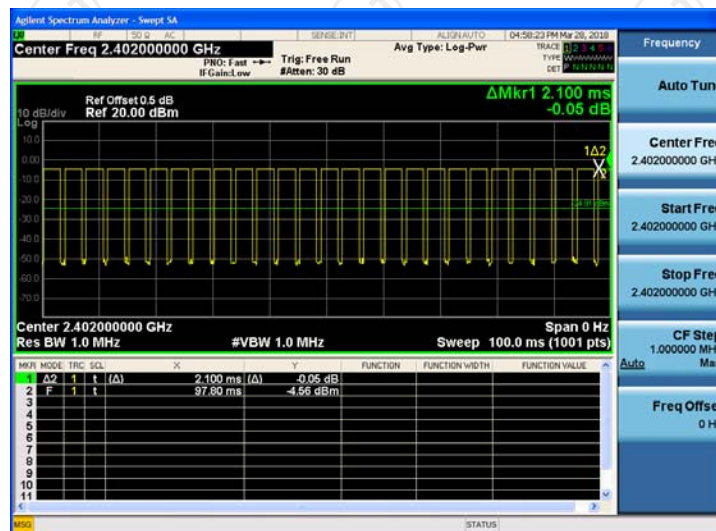 Agilent Spectrum Analyzer - Swept SA
RF 50 Ω AC SENSE:INT ALIGN AUTO 04:58:23 PM Mar 28, 2018
Center Freq 2.402000000 GHz
PNO: Fast
IFGain:Low
Trig: Free Run
#Atten: 30 dB
Avg Type: Log-Pwr
TRACE 1 2 3 4 5 6
TYPE
DET P N N N N N
ΔMkr1 2.100 ms
-0.05 dB
Ref Offset 0.5 dB
10 dB/div Ref 20.00 dBm
Log
10.0
0.00
-10.0
-20.0
-30.0
-40.0
-50.0
-60.0
-70.0
1Δ2
Center 2.402000000 GHz Span 0 Hz
Res BW 1.0 MHz #VBW 1.0 MHz Sweep 100.0 ms (1001 pts)
MKR MODE TRC SCL X Y FUNCTION FUNCTION WIDTH FUNCTION VALUE
1 Δ2 1 t (Δ) 2.100 ms (Δ) -0.05 dB
2 F 1 t 97.80 ms -4.56 dBm
3
4
5
6
7
8
9
10
11
MSG STATUS
Frequency
Auto Tun
Center Fre
2.402000000 GH
Start Fre
2.402000000 GH
Stop Fre
2.402000000 GH
CF Ste
1.000000 MH
Auto Ma
Freq Offse
0 H